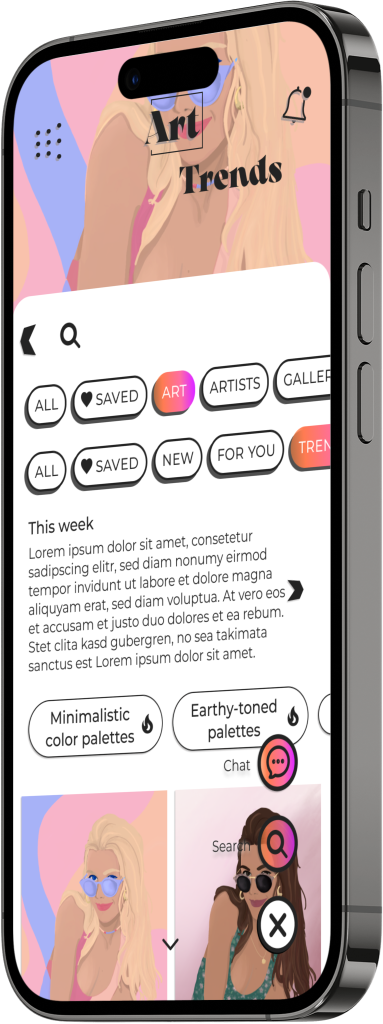 Art
Trends
ALL
SAVED
ART
ARTISTS
GALLER
ALL
SAVED
NEW
FOR YOU
TREN
This week
Lorem ipsum dolor sit amet, consetetur
sadipscing elitr, sed diam nonumy eirmod
tempor invidunt ut labore et dolore magna
aliquyam erat, sed diam voluptua. At vero eos
et accusam et justo duo dolores et ea rebum.
Stet clita kasd gubergren, no sea takimata
sanctus est Lorem ipsum dolor sit amet.
Minimalistic
color palettes
Earthy-toned
palettes
Chat
Search